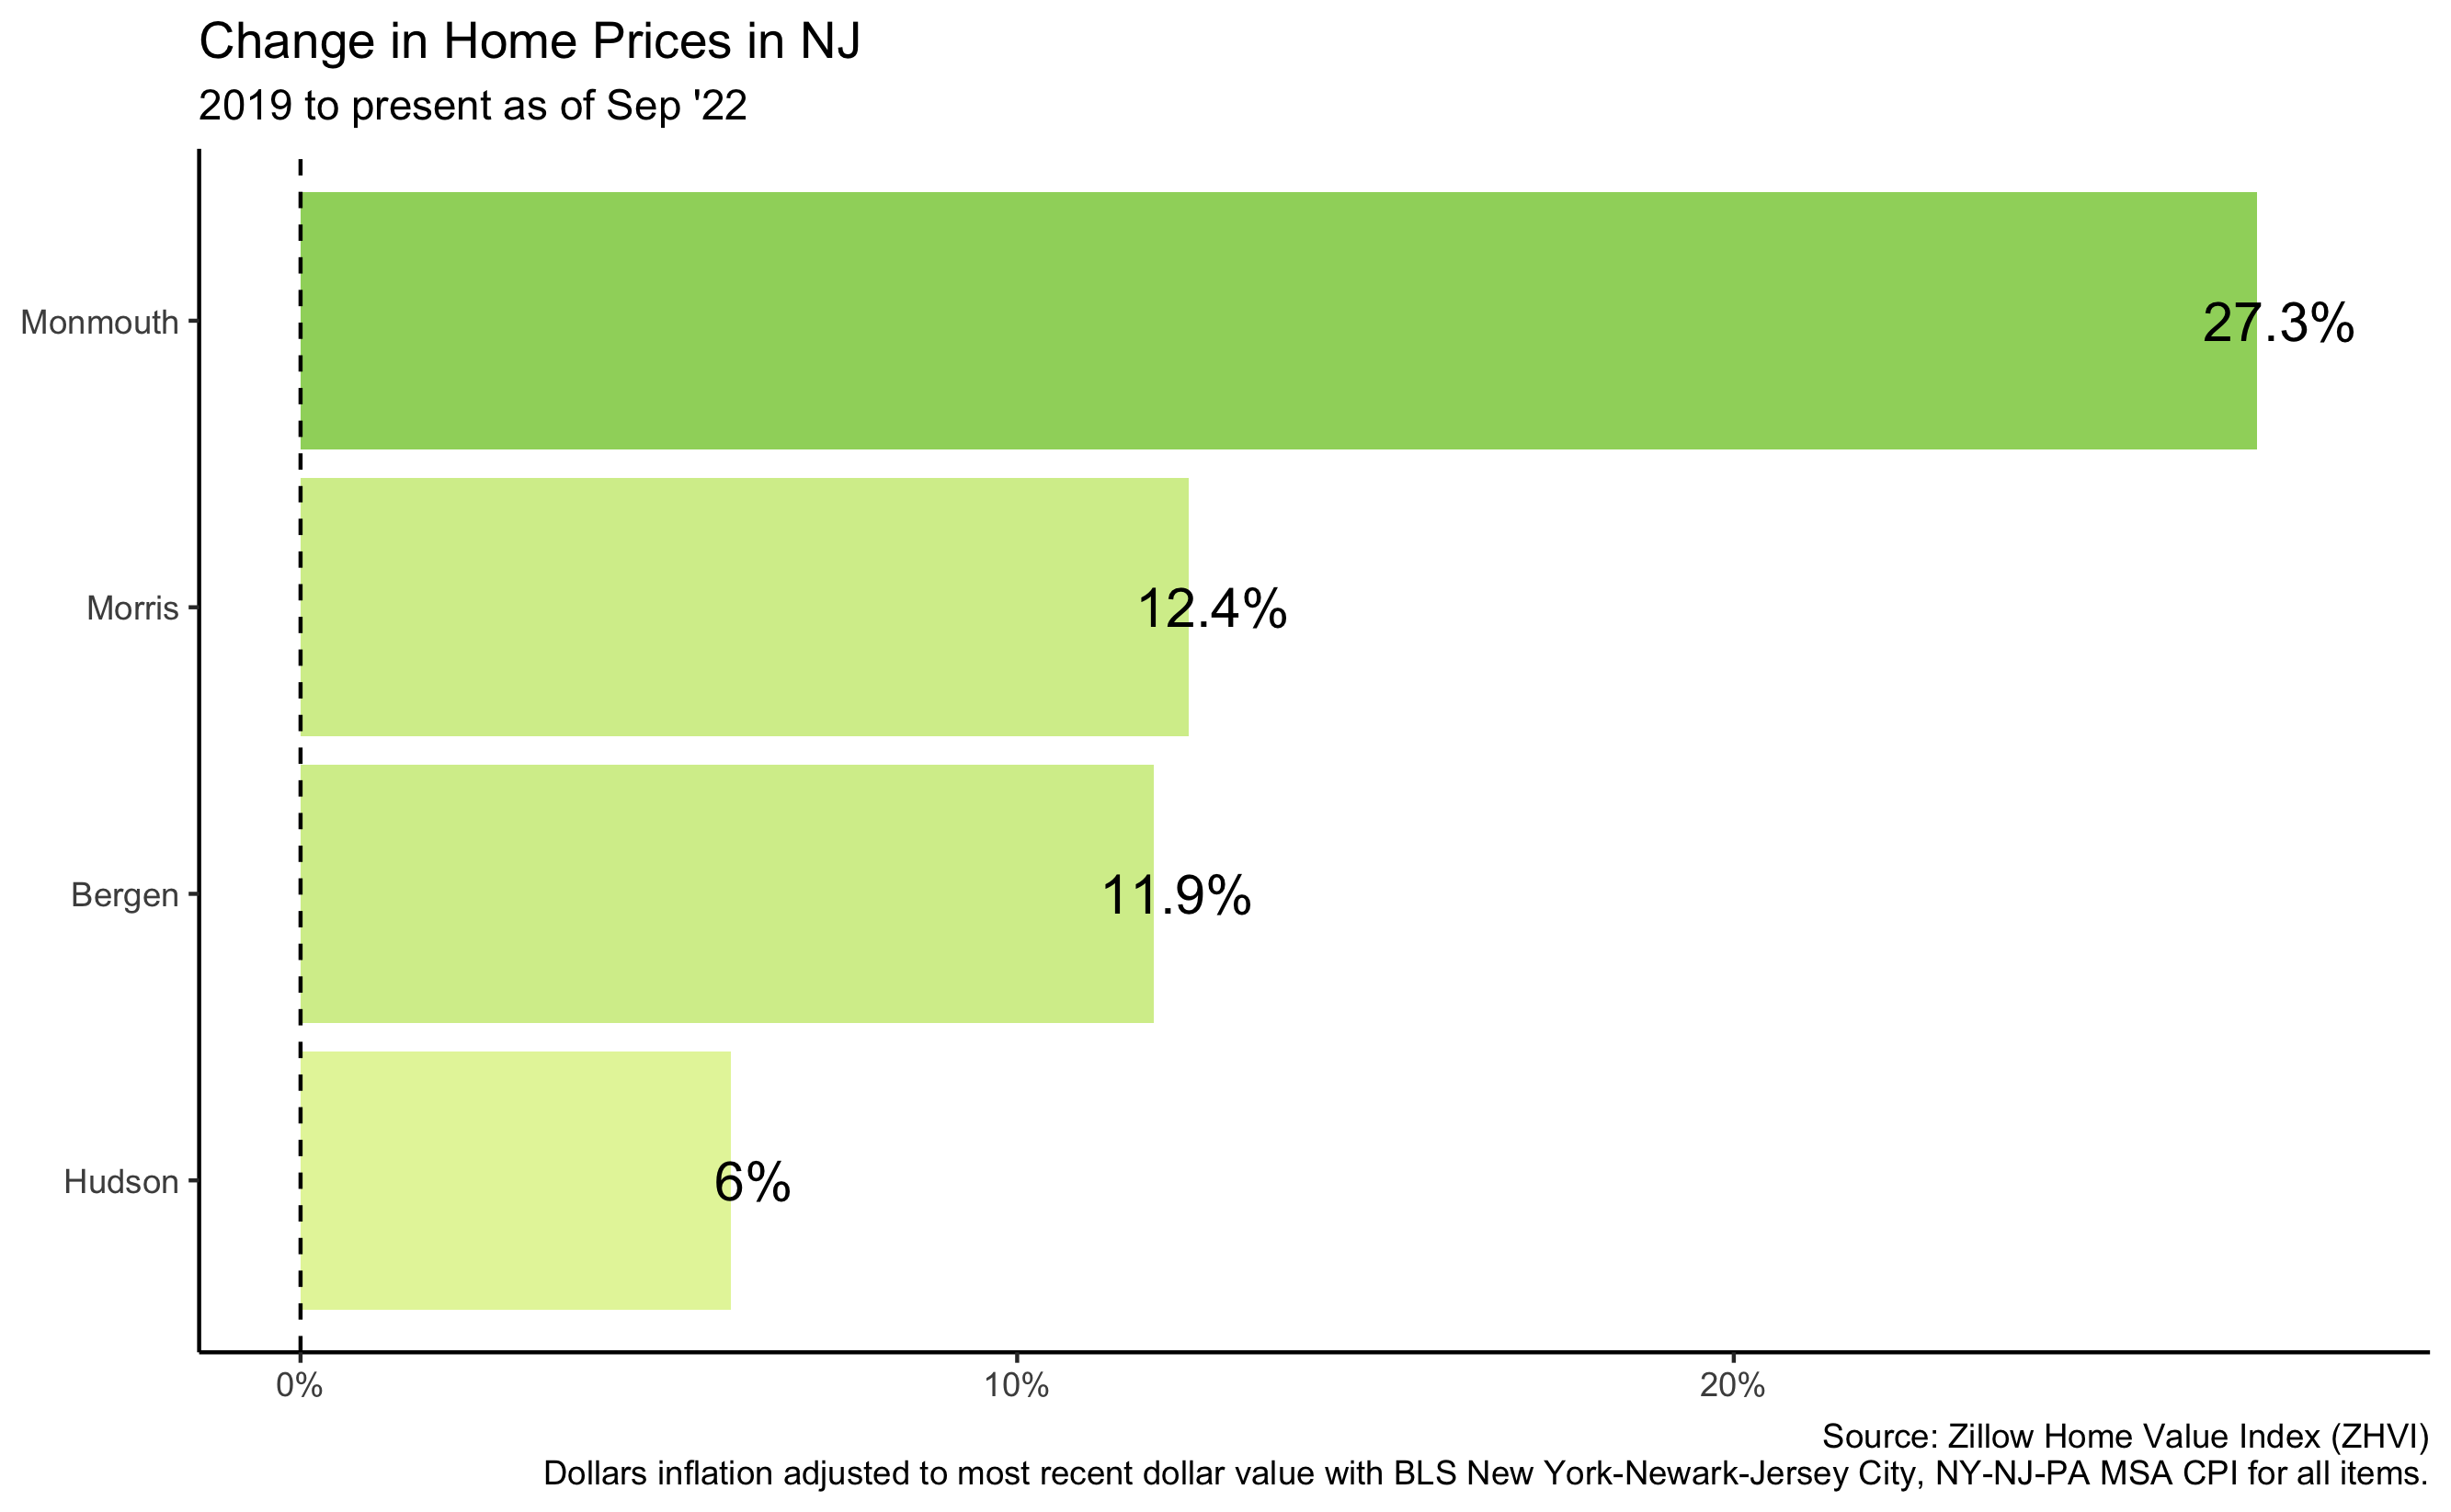 Change in Home Prices in NJ
2019 to present as of Sep '22
Monmouth
27.3%
Morris
12.4%
Bergen
11.9%
Hudson
6%
0%
10%
20%
Source: Zillow Home Value Index (ZHVI)
Dollars inflation adjusted to most recent dollar value with BLS New York-Newark-Jersey City, NY-NJ-PA MSA CPI for all items.